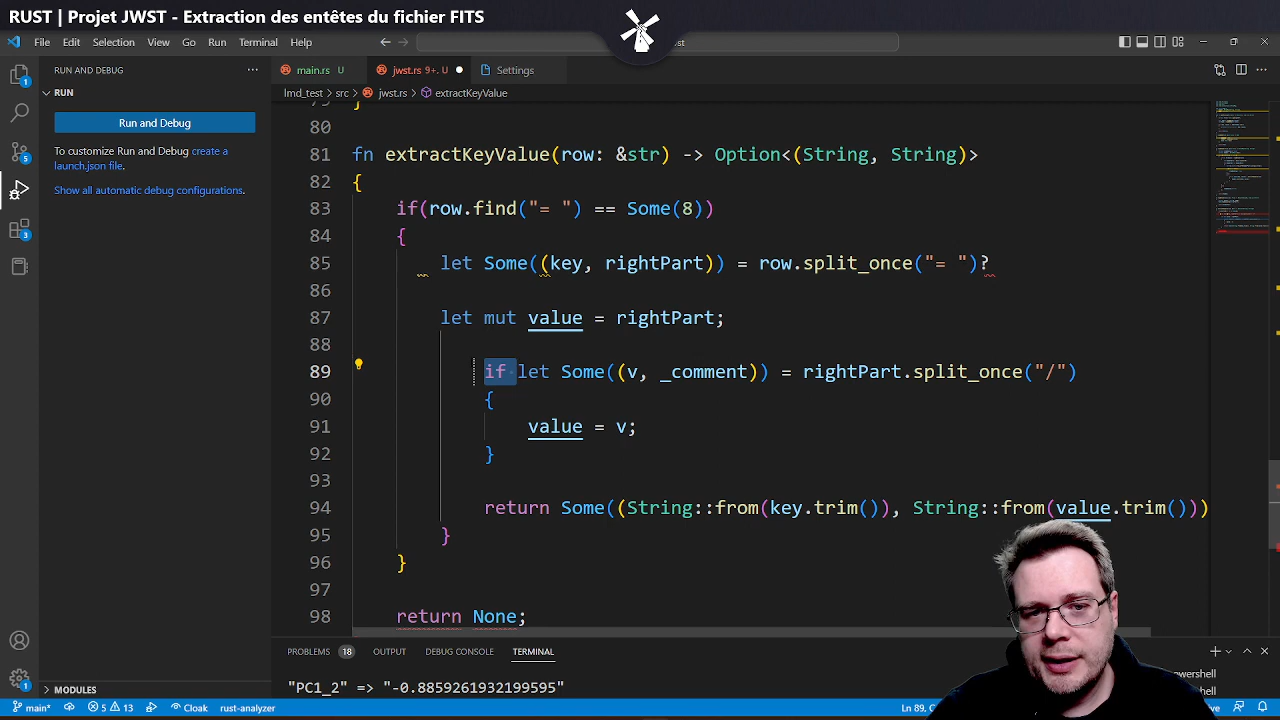 RUST | Projet JWST - Extraction des entêtes du fichier FITS
File Edit Selection View Go Run Terminal Help
RUN AND DEBUG ···
main.rs U
jwst.rs 9+, U
Settings
RUN
lmd_test > src > jwst.rs > extractKeyValue
Run and Debug
To customize Run and Debug create a
launch.json file.
Show all automatic debug configurations.
80
81 fn extractKeyValue(row: &str) -> Option<(String, String)>
82 {
83 if(row.find("= ") == Some(8))
84 {
85 let Some((key, rightPart)) = row.split_once("= ")?
86
87 let mut value = rightPart;
88
89 if let Some((v, _comment)) = rightPart.split_once("/")
90 {
91 value = v;
92 }
93
94 return Some((String::from(key.trim()), String::from(value.trim()))
95 }
96 }
97
98 return None;
PROBLEMS 18 OUTPUT DEBUG CONSOLE TERMINAL
"PC1_2" => "-0.8859261932199595"
MODULES
main* 5 13 Cloak rust-analyzer